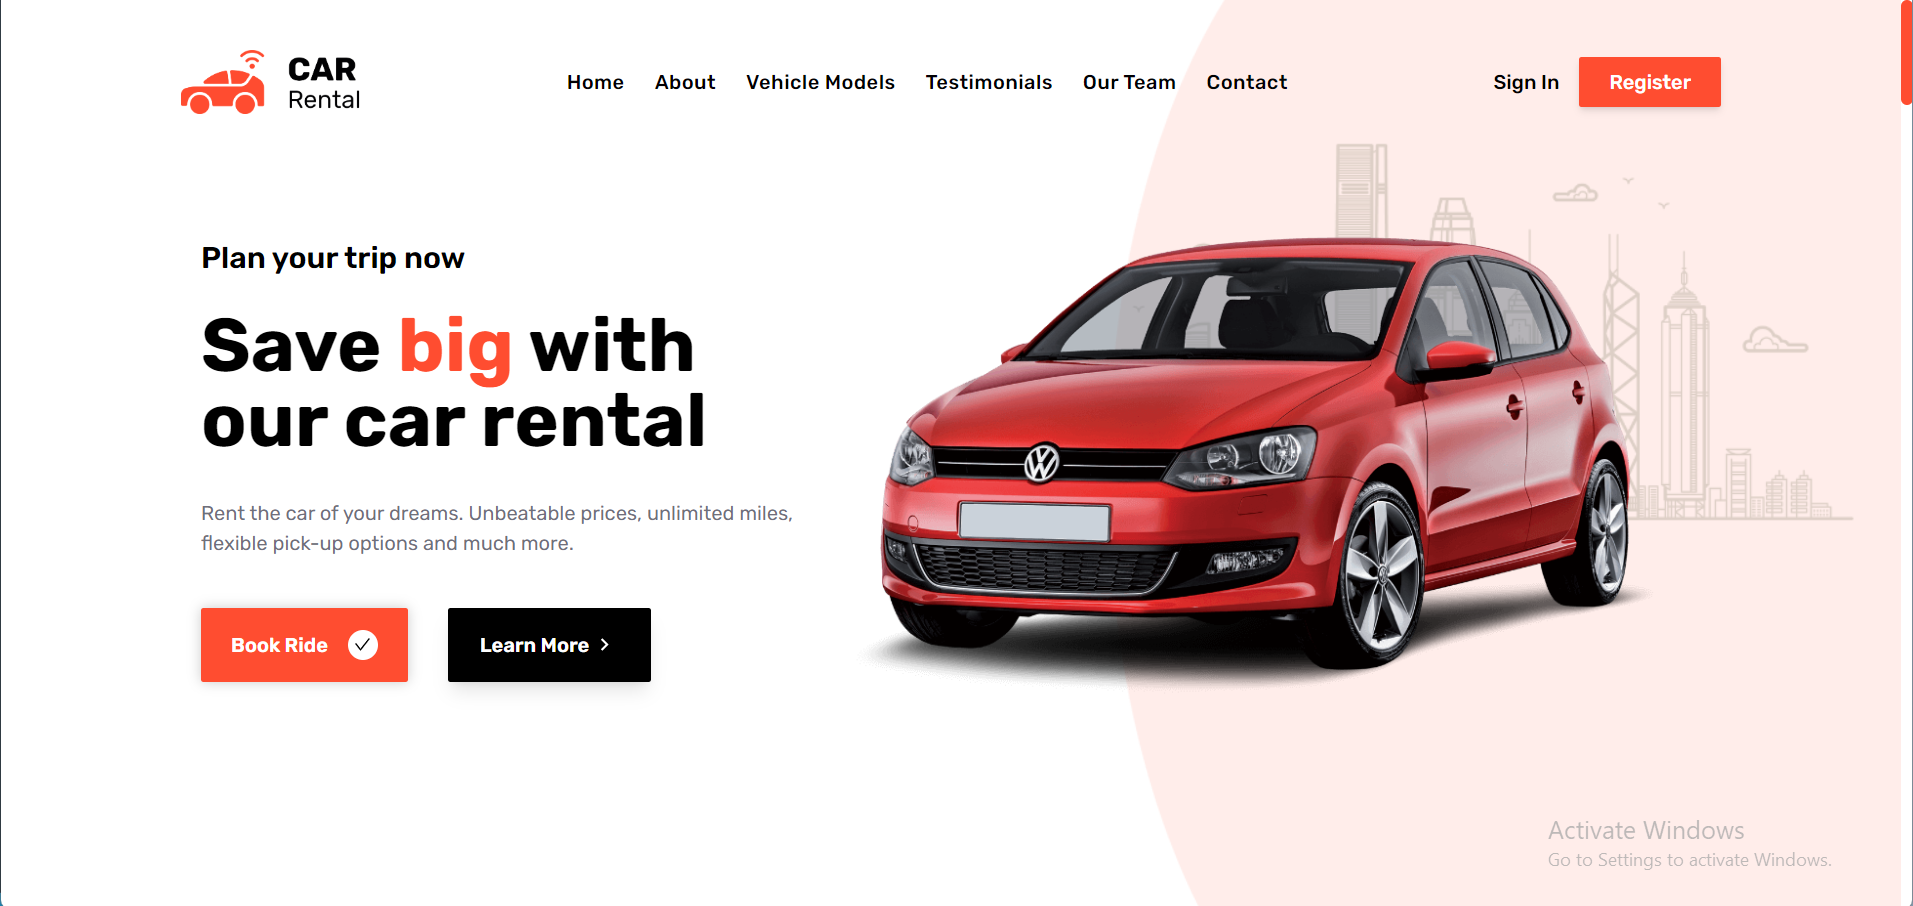 CAR
Rental
Home About Vehicle Models Testimonials Our Team Contact Sign In Register
Plan your trip now
Save big with
our car rental
Rent the car of your dreams. Unbeatable prices, unlimited miles,
flexible pick-up options and much more.
Book Ride Learn More
Activate Windows
Go to Settings to activate Windows.